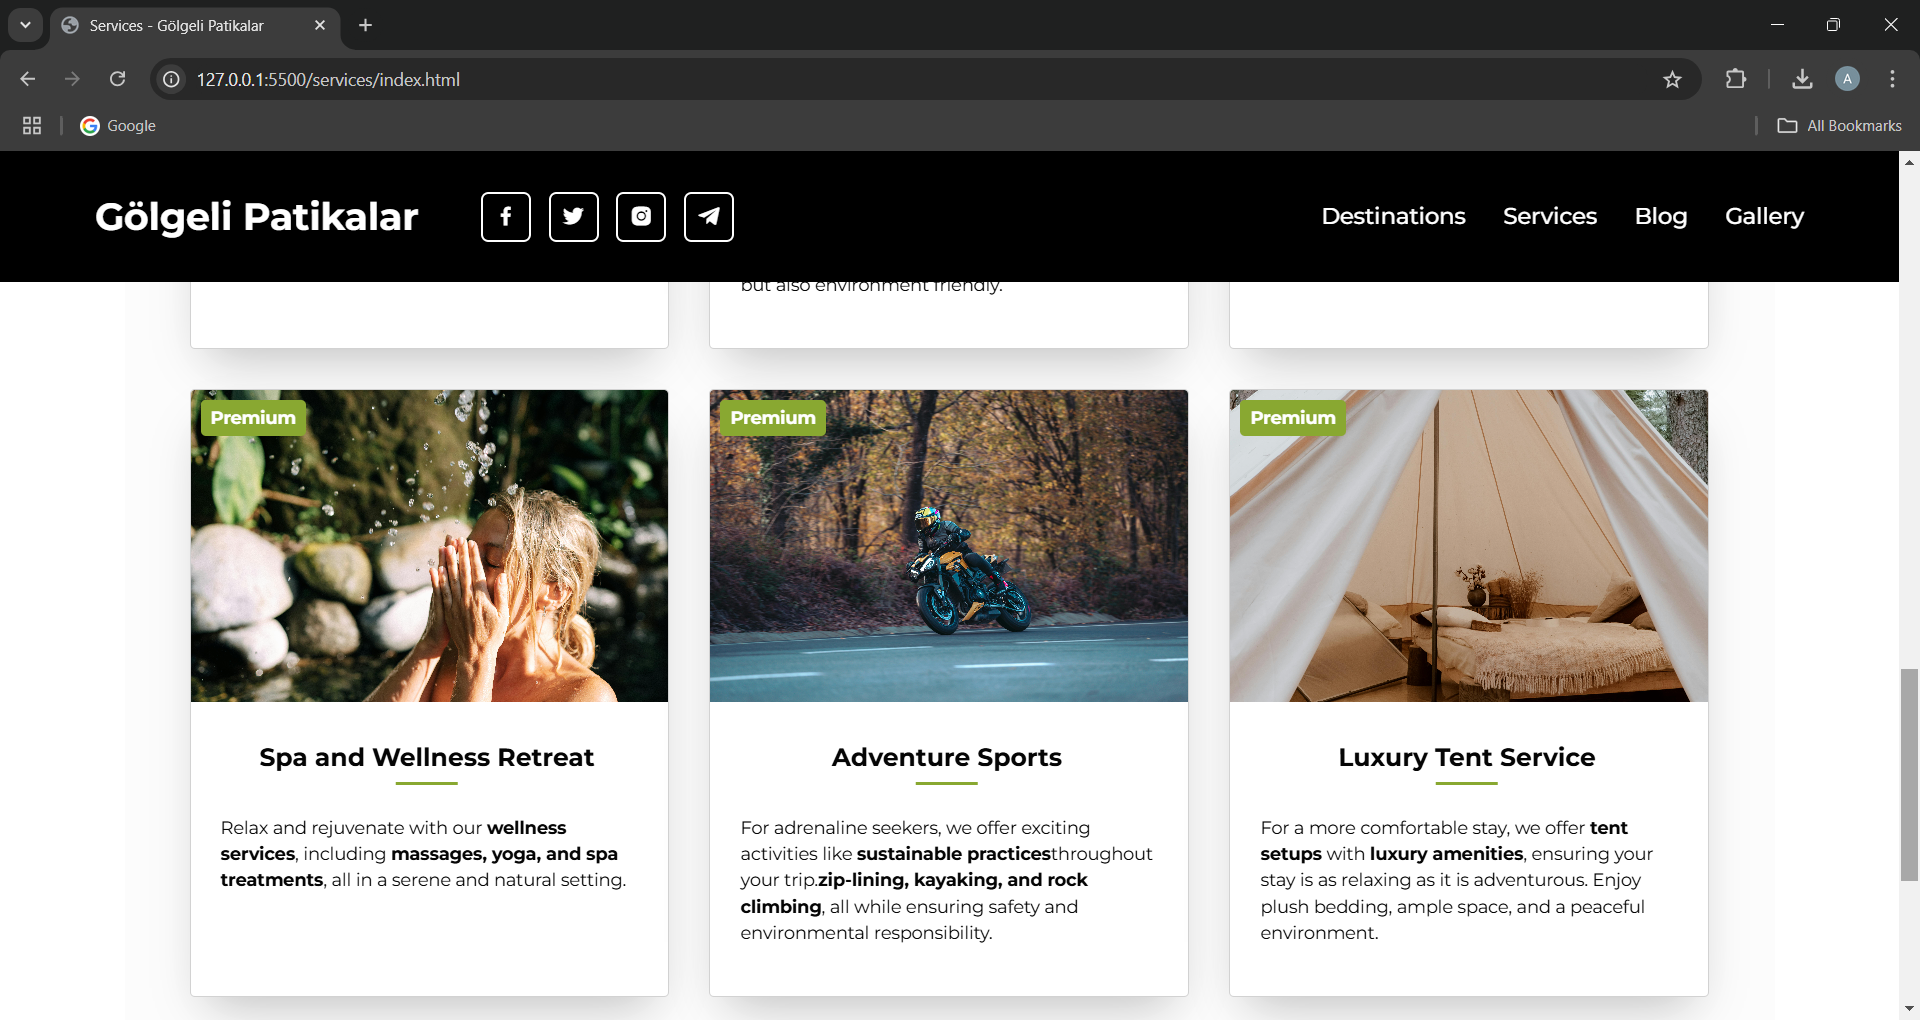 Services - Gölgeli Patikalar
127.0.0.1:5500/services/index.html
A
Google
All Bookmarks
Gölgeli Patikalar
Destinations Services Blog Gallery
but also environment friendly.
Premium
Spa and Wellness Retreat
Relax and rejuvenate with our wellness
services, including massages, yoga, and spa
treatments, all in a serene and natural setting.
Premium
Adventure Sports
For adrenaline seekers, we offer exciting
activities like sustainable practicesthroughout
your trip.zip-lining, kayaking, and rock
climbing, all while ensuring safety and
environmental responsibility.
Premium
Luxury Tent Service
For a more comfortable stay, we offer tent
setups with luxury amenities, ensuring your
stay is as relaxing as it is adventurous. Enjoy
plush bedding, ample space, and a peaceful
environment.